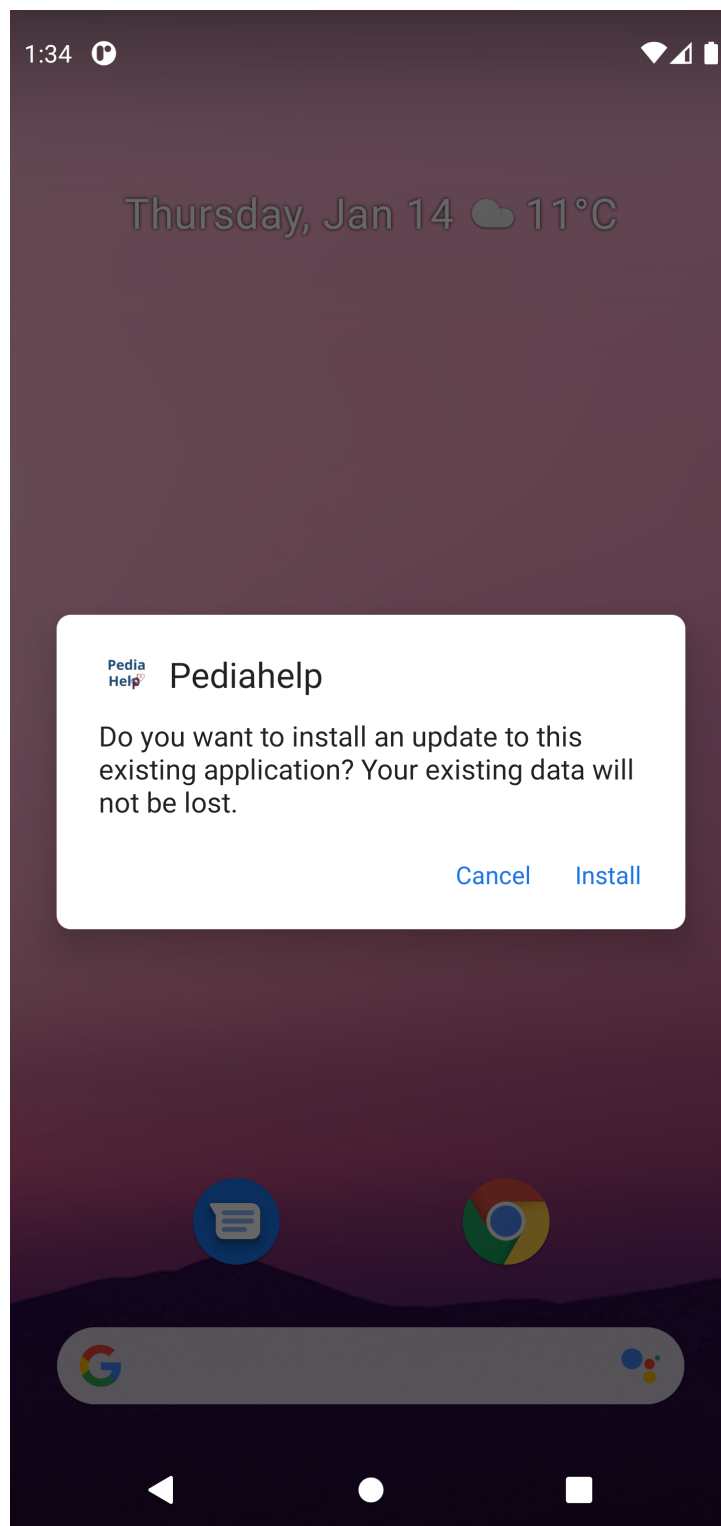 1:34
Thursday, Jan 14 11°C
Pedia
Help
Pediahelp
Do you want to install an update to this
existing application? Your existing data will
not be lost.
Cancel Install